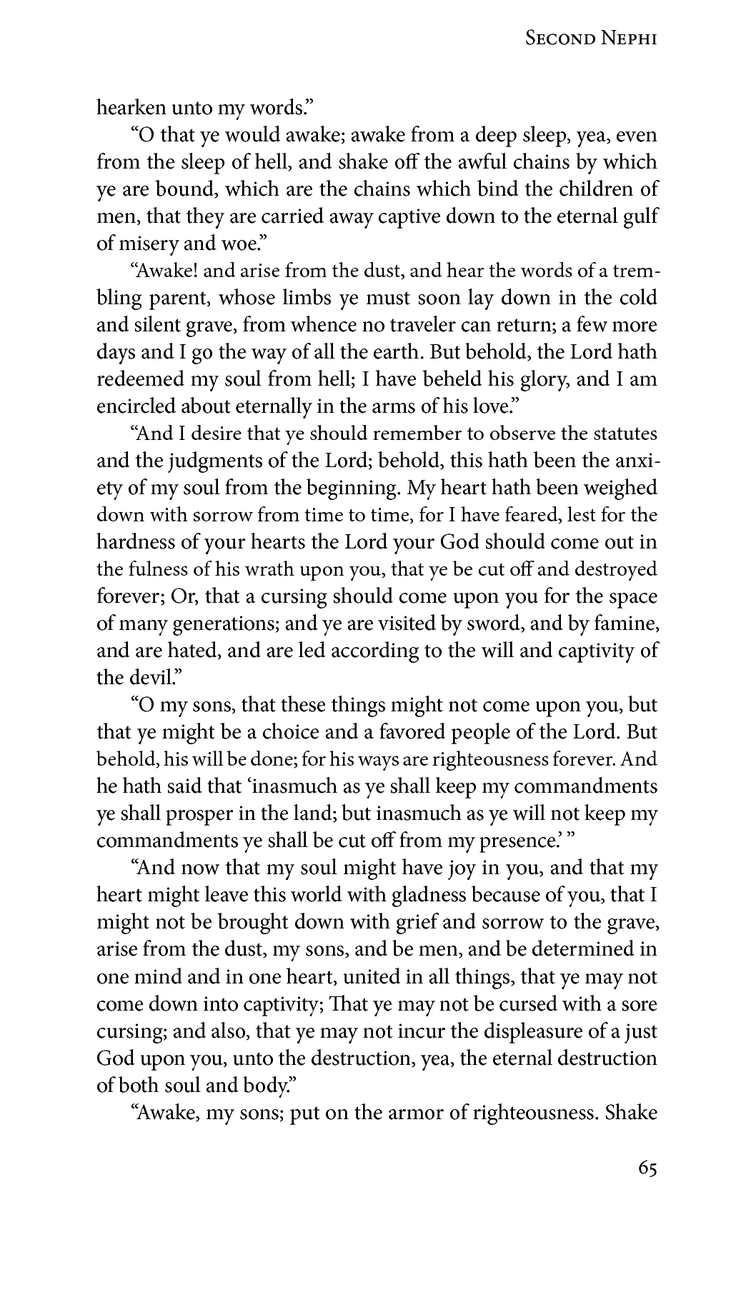 Second Nephi
hearken unto my words.”
“O that ye would awake; awake from a deep sleep, yea, even
from the sleep of hell, and shake off the awful chains by which
ye are bound, which are the chains which bind the children of
men, that they are carried away captive down to the eternal gulf
of misery and woe.”
“Awake! and arise from the dust, and hear the words of a trem-
bling parent, whose limbs ye must soon lay down in the cold
and silent grave, from whence no traveler can return; a few more
days and I go the way of all the earth. But behold, the Lord hath
redeemed my soul from hell; I have beheld his glory, and I am
encircled about eternally in the arms of his love.”
“And I desire that ye should remember to observe the statutes
and the judgments of the Lord; behold, this hath been the anxi-
ety of my soul from the beginning. My heart hath been weighed
down with sorrow from time to time, for I have feared, lest for the
hardness of your hearts the Lord your God should come out in
the fulness of his wrath upon you, that ye be cut off and destroyed
forever; Or, that a cursing should come upon you for the space
of many generations; and ye are visited by sword, and by famine,
and are hated, and are led according to the will and captivity of
the devil.”
“O my sons, that these things might not come upon you, but
that ye might be a choice and a favored people of the Lord. But
behold, his will be done; for his ways are righteousness forever. And
he hath said that ‘inasmuch as ye shall keep my commandments
ye shall prosper in the land; but inasmuch as ye will not keep my
commandments ye shall be cut off from my presence.’ ”
“And now that my soul might have joy in you, and that my
heart might leave this world with gladness because of you, that I
might not be brought down with grief and sorrow to the grave,
arise from the dust, my sons, and be men, and be determined in
one mind and in one heart, united in all things, that ye may not
come down into captivity; That ye may not be cursed with a sore
cursing; and also, that ye may not incur the displeasure of a just
God upon you, unto the destruction, yea, the eternal destruction
of both soul and body.”
“Awake, my sons; put on the armor of righteousness. Shake
65